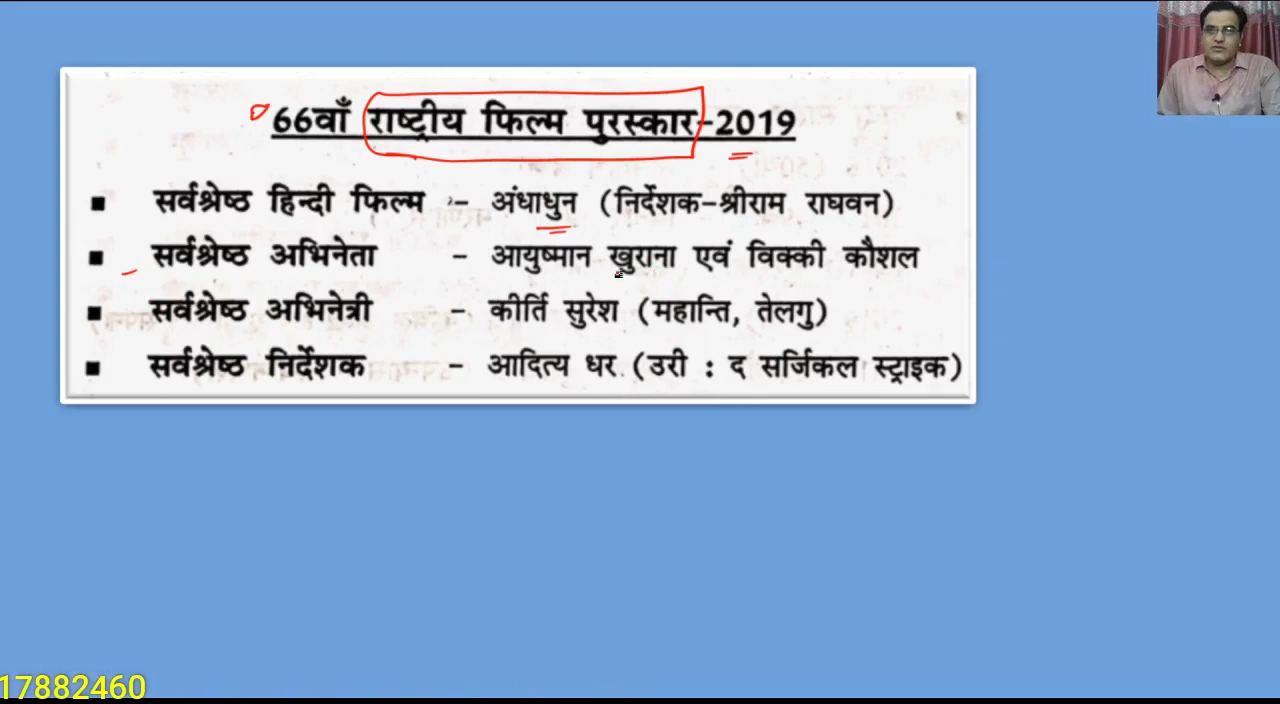 66वाँ राष्ट्रीय फिल्म पुरस्कार-2019
▪ सर्वश्रेष्ठ हिन्दी फिल्म - अंधाधुन (निर्देशक-श्रीराम राघवन)
▪ सर्वश्रेष्ठ अभिनेता - आयुष्मान खुराना एवं विक्की कौशल
▪ सर्वश्रेष्ठ अभिनेत्री - कीर्ति सुरेश (महान्ति, तेलगु)
▪ सर्वश्रेष्ठ निर्देशक - आदित्य धर (उरी : द सर्जिकल स्ट्राइक)
17882460